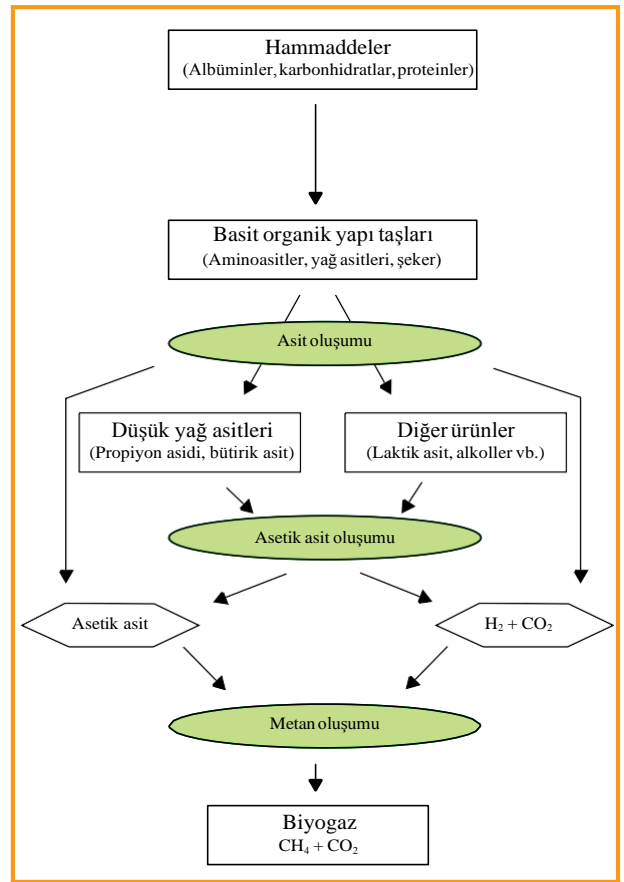 Hammaddeler
(Albüminler, karbonhidratlar, proteinler)
Basit organik yapı taşları
(Aminoasitler, yağ asitleri, şeker)
Asit oluşumu
Düşük yağ asitleri
(Propiyon asidi, bütirik asit)
Diğer ürünler
(Laktik asit, alkoller vb.)
Asetik asit oluşumu
Asetik asit
H₂ + CO₂
Metan oluşumu
Biyogaz
CH₄ + CO₂